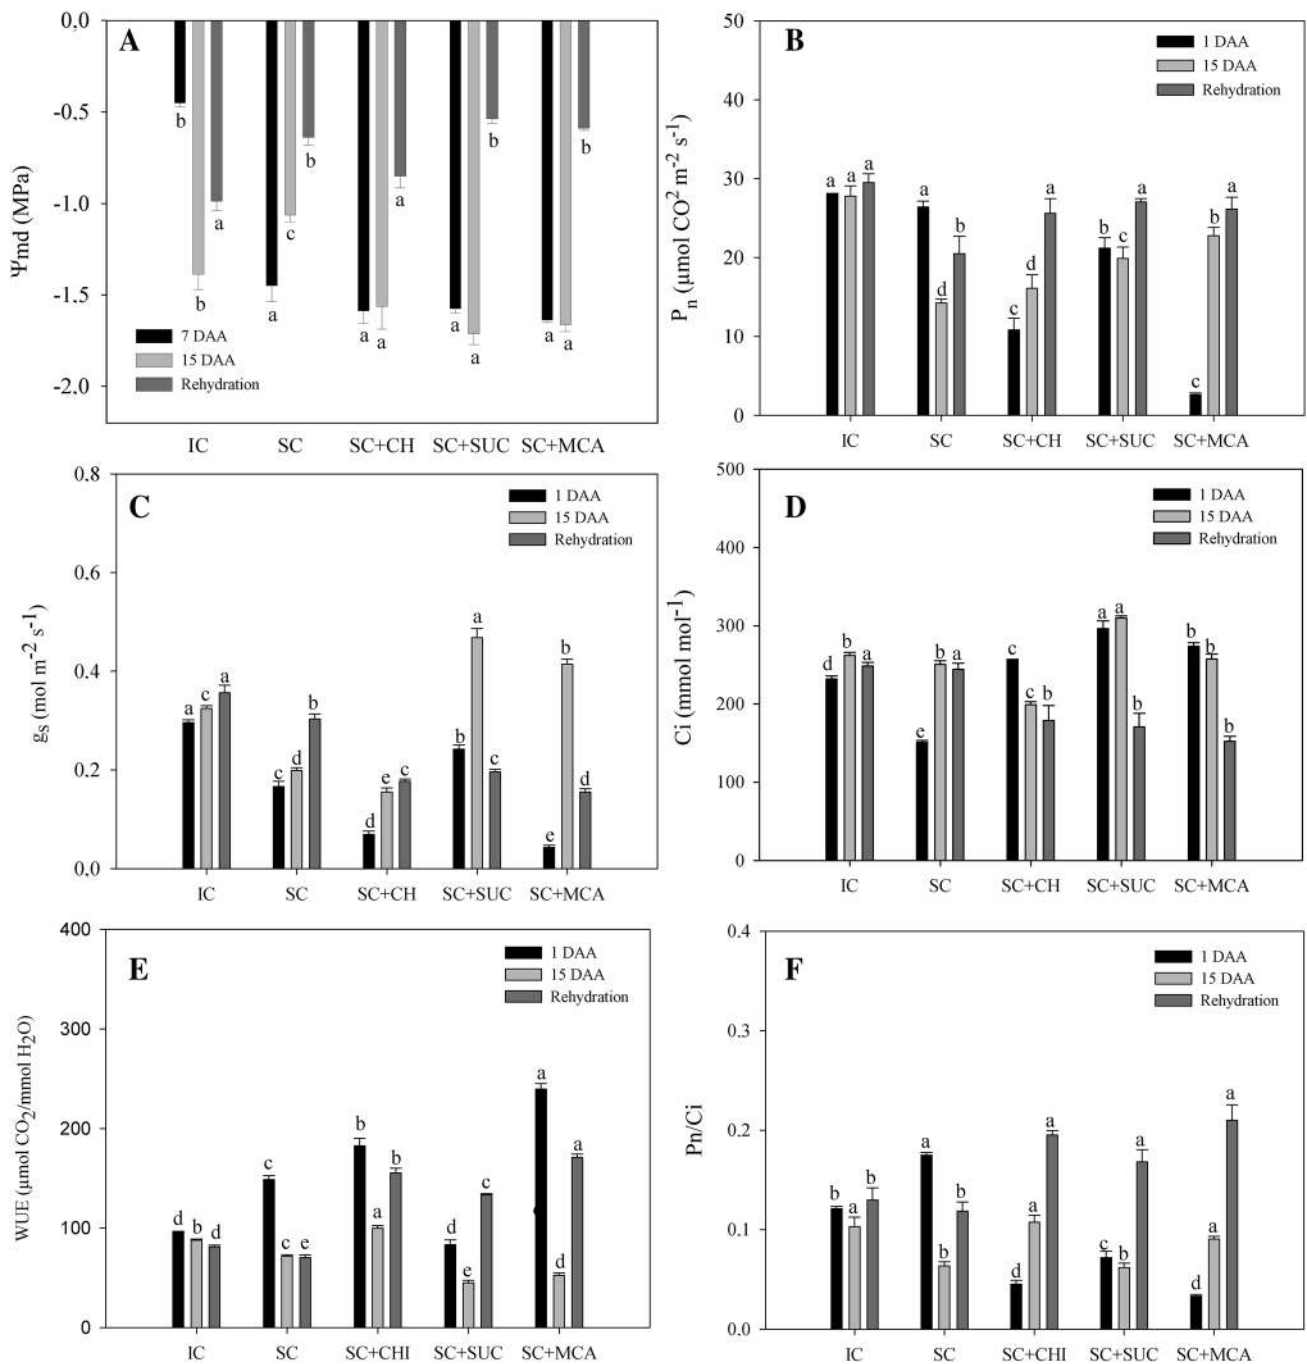 A
0,0
-0.5
-1.0
-1.5
-2.0
Ψmd (MPa)
b b a
a c b
a a a
a a b
a a b
7 DAA
15 DAA
Rehydration
IC SC SC+CH SC+SUC SC+MCA
B
50
40
30
20
10
0
Pn (µmol CO² m⁻² s⁻¹)
1 DAA
15 DAA
Rehydration
a a a
a d b
c d a
b c a
c b a
IC SC SC+CH SC+SUC SC+MCA
C
0,8
0,6
0,4
0,2
0,0
gs (mol m⁻² s⁻¹)
1 DAA
15 DAA
Rehydration
a c a
c d b
d e c
b a c
e b d
IC SC SC+CH SC+SUC SC+MCA
D
500
400
300
200
100
0
Ci (mmol mol⁻¹)
1 DAA
15 DAA
Rehydration
d b a
e b a
c c b
a a b
b b b
IC SC SC+CH SC+SUC SC+MCA
E
400
300
200
100
0
WUE (µmol CO₂/mmol H₂O)
1 DAA
15 DAA
Rehydration
d b d
c c e
b a b
d e c
a d a
IC SC SC+CHI SC+SUC SC+MCA
F
0.4
0.3
0.2
0.1
0.0
Pn/Ci
1 DAA
15 DAA
Rehydration
b a b
a b b
d a a
c b a
d a a
IC SC SC+CHI SC+SUC SC+MCA